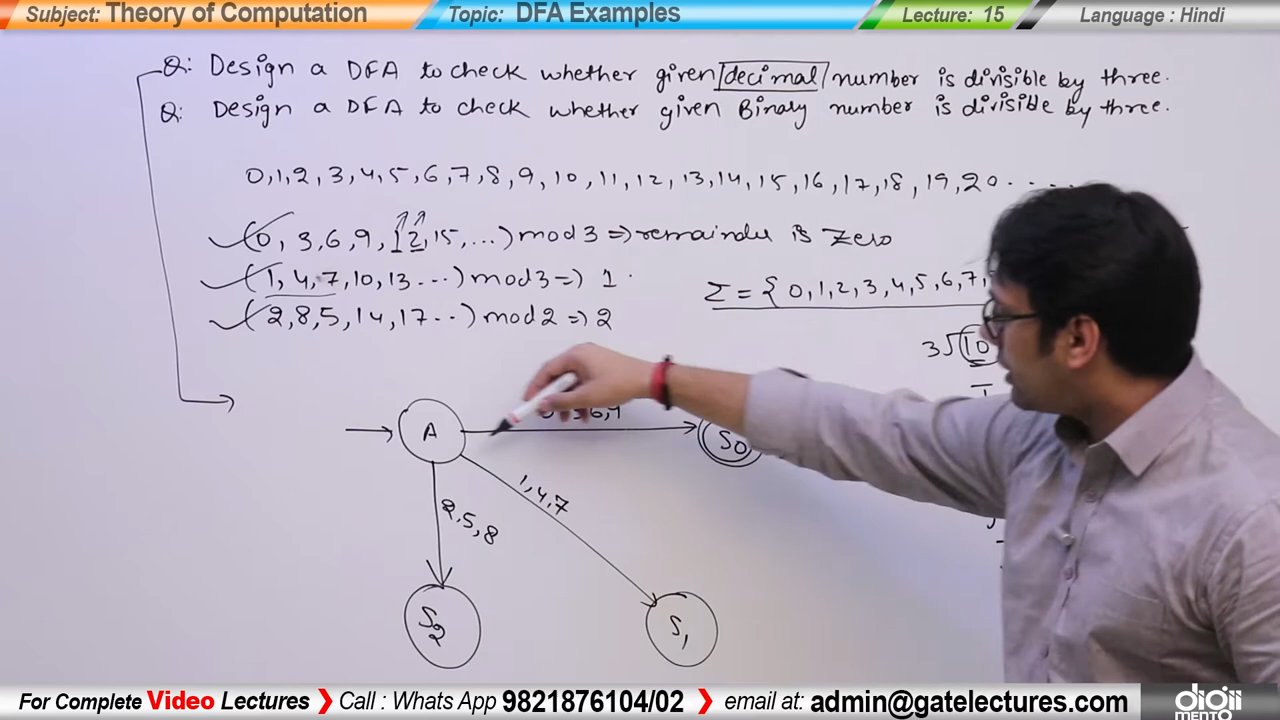 Subject: Theory of Computation
Topic: DFA Examples
Lecture: 15
Language : Hindi
Q: Design a DFA to check whether given decimal number is divisible by three.
Q: Design a DFA to check whether given Binary number is divisible by three.
0,1,2,3,4,5,6,7,8,9,10,11,12,13,14,15,16,17,18,19,20.....
(0, 3,6,9,12,15,...) mod 3 => remainder is Zero
(1, 4,7,10,13...) mod 3 => 1
Σ = { 0,1,2,3,4,5,6,7,
(2,8,5,14,17..) mod 2 => 2
3 10
A
S0
1,4,7
2,5,8
S2
S1
For Complete Video Lectures ❯ Call : Whats App 9821876104/02 ❯ email at: admin@gatelectures.com
digii
MENTO